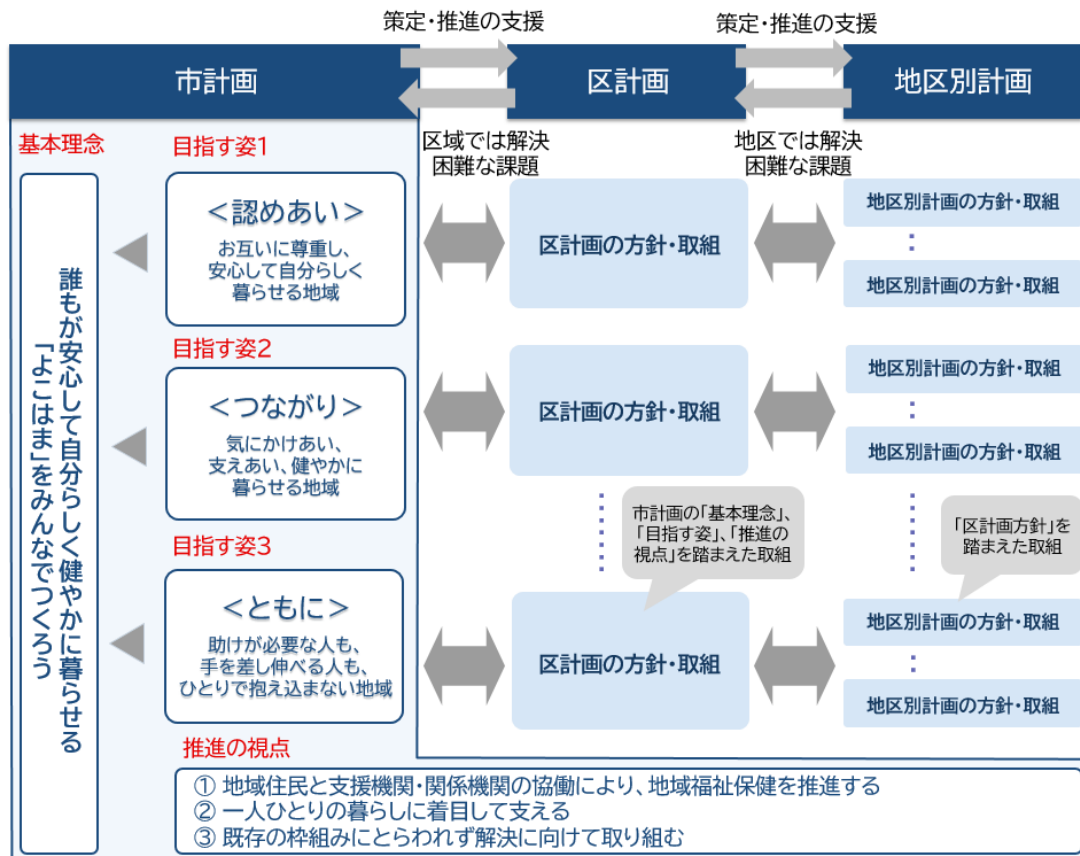 策定・推進の支援
策定・推進の支援
市計画
区計画
地区別計画
区域では解決
困難な課題
地区では解決
困難な課題
基本理念
誰もが安心して自分らしく健やかに暮らせる
「よこはま」をみんなでつくろう
目指す姿1
＜認めあい＞
お互いに尊重し、
安心して自分らしく
暮らせる地域
区計画の方針・取組
地区別計画の方針・取組
：
地区別計画の方針・取組
目指す姿2
＜つながり＞
気にかけあい、
支えあい、健やかに
暮らせる地域
区計画の方針・取組
地区別計画の方針・取組
：
地区別計画の方針・取組
市計画の「基本理念」、
「目指す姿」、「推進の
視点」を踏まえた取組
「区計画方針」を
踏まえた取組
目指す姿3
＜ともに＞
助けが必要な人も、
手を差し伸べる人も、
ひとりで抱え込まない地域
区計画の方針・取組
地区別計画の方針・取組
：
地区別計画の方針・取組
推進の視点
① 地域住民と支援機関・関係機関の協働により、地域福祉保健を推進する
② 一人ひとりの暮らしに着目して支える
③ 既存の枠組みにとらわれず解決に向けて取り組む